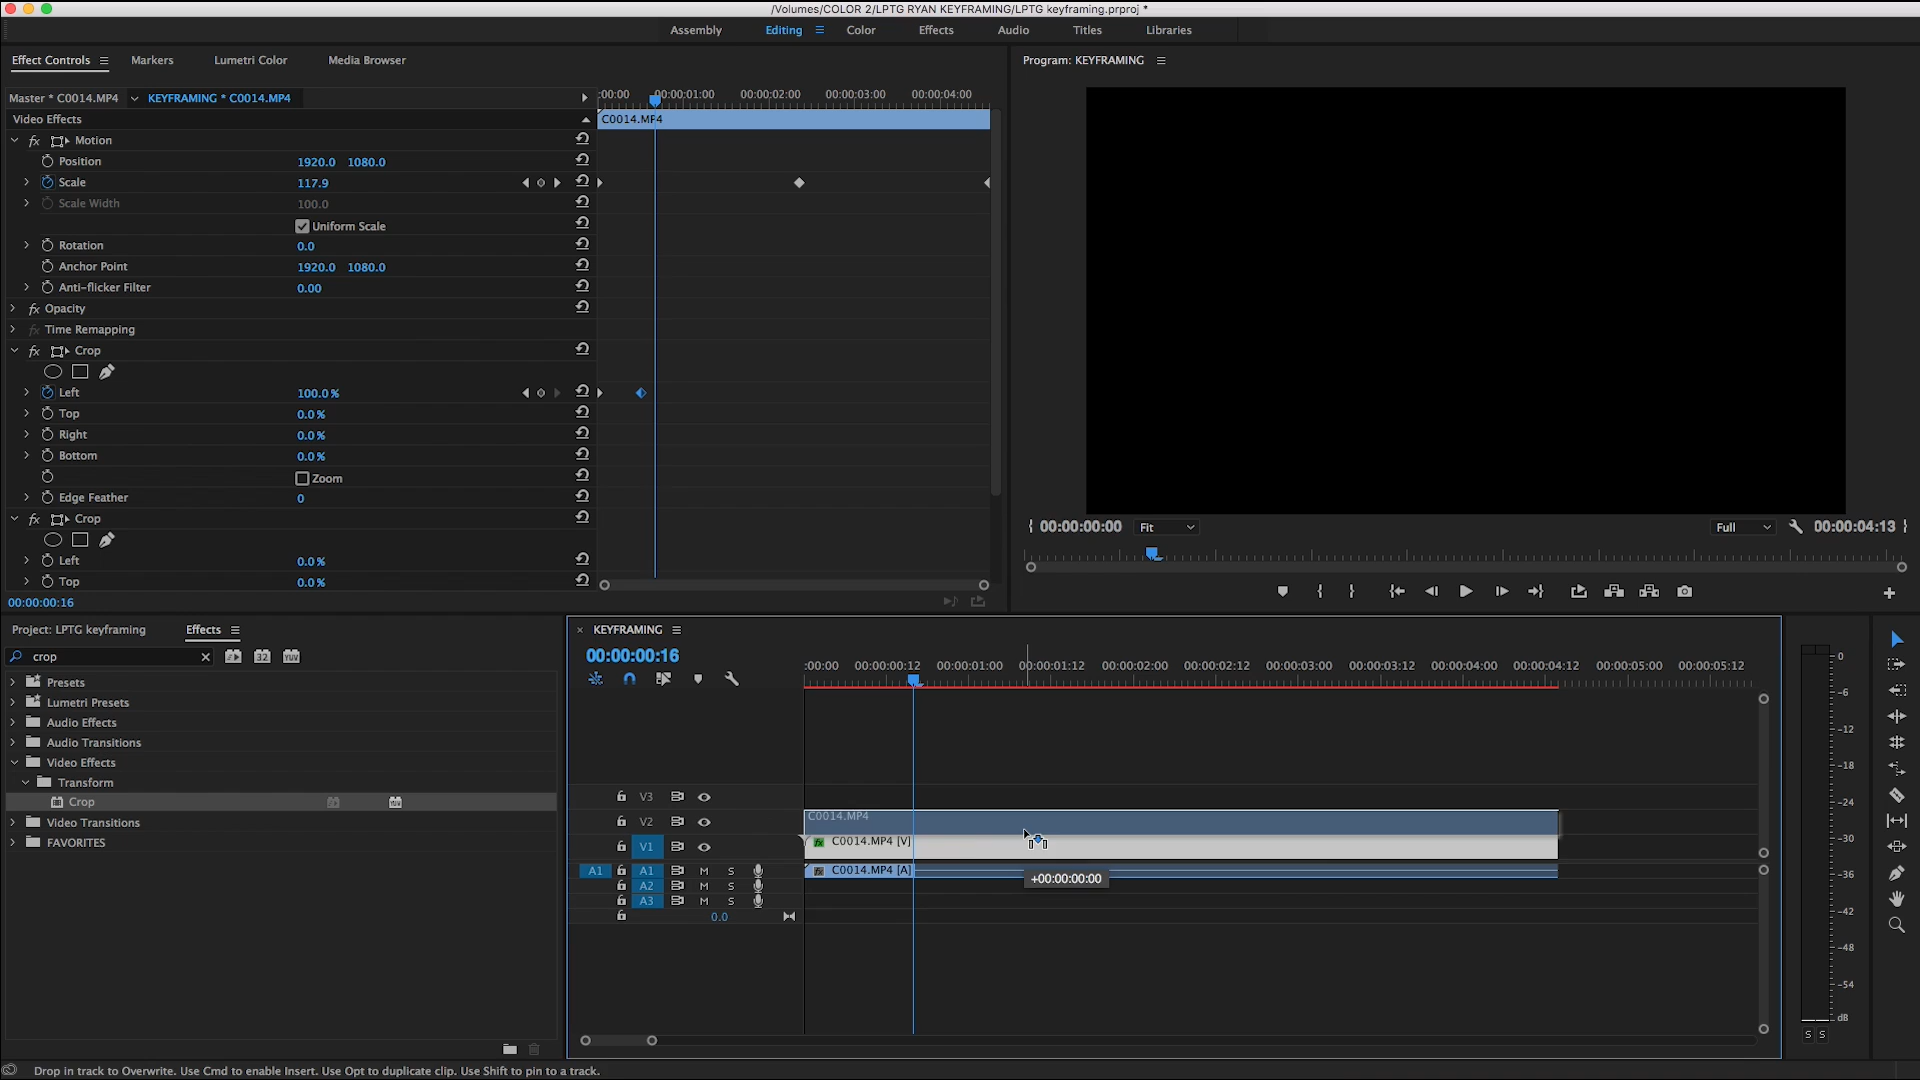 /Volumes/COLOR 2/LPTG RYAN KEYFRAMING/LPTG keyframing.prproj *
Assembly Editing Color Effects Audio Titles Libraries
Effect Controls Markers Lumetri Color Media Browser
Program: KEYFRAMING
Master * C0014.MP4 KEYFRAMING * C0014.MP4
:00:00 00:00:01:00 00:00:02:00 00:00:03:00 00:00:04:00
Video Effects
C0014.MP4
fx Motion
Position 1920.0 1080.0
Scale 117.9
Scale Width 100.0
Uniform Scale
Rotation 0.0
Anchor Point 1920.0 1080.0
Anti-flicker Filter 0.00
fx Opacity
fx Time Remapping
fx Crop
Left 100.0 %
Top 0.0 %
Right 0.0 %
Bottom 0.0 %
Zoom
Edge Feather 0
fx Crop
Left 0.0 %
Top 0.0 %
00:00:00:16
00:00:00:00 Fit Full 00:00:04:13
Project: LPTG keyframing Effects
crop 32 YUV
Presets
Lumetri Presets
Audio Effects
Audio Transitions
Video Effects
Transform
Crop
Video Transitions
FAVORITES
KEYFRAMING
00:00:00:16
:00:00 00:00:00:12 00:00:01:00 00:00:01:12 00:00:02:00 00:00:02:12 00:00:03:00 00:00:03:12 00:00:04:00 00:00:04:12 00:00:05:00 00:00:05:12
V3
V2 C0014.MP4
V1 fx C0014.MP4 [V]
A1 A1 M S fx C0014.MP4 [A]
A2 M S
A3 M S
0.0
+00:00:00:00
0
-6
-12
-18
-24
-30
-36
-42
-48
-54
dB
S S
Drop in track to Overwrite. Use Cmd to enable Insert. Use Opt to duplicate clip. Use Shift to pin to a track.